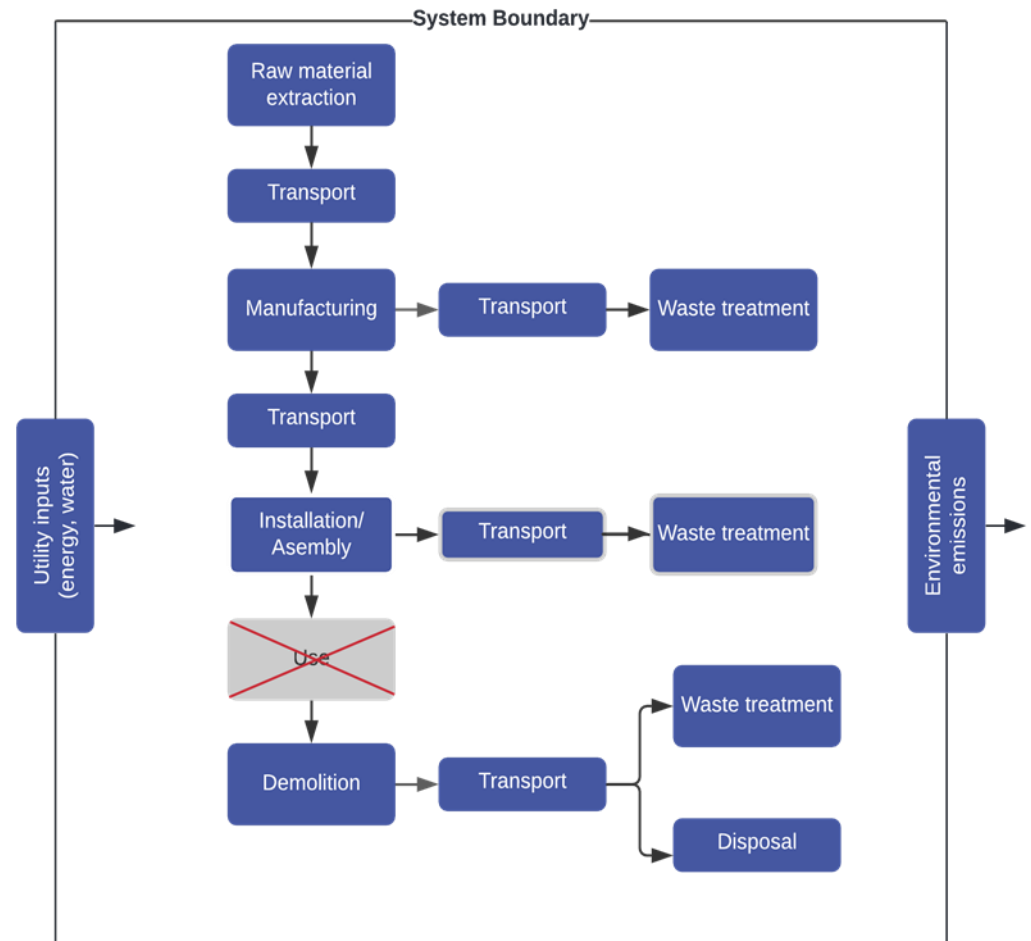 System Boundary
Raw material
extraction
Transport
Manufacturing
Transport
Waste treatment
Transport
Utility inputs
(energy, water)
Installation/
Asembly
Transport
Waste treatment
Environmental
emissions
Use
Demolition
Transport
Waste treatment
Disposal